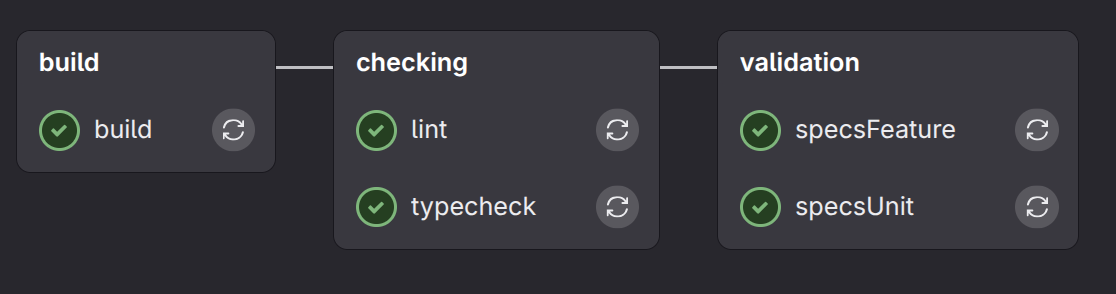 build
build
checking
lint
typecheck
validation
specsFeature
specsUnit